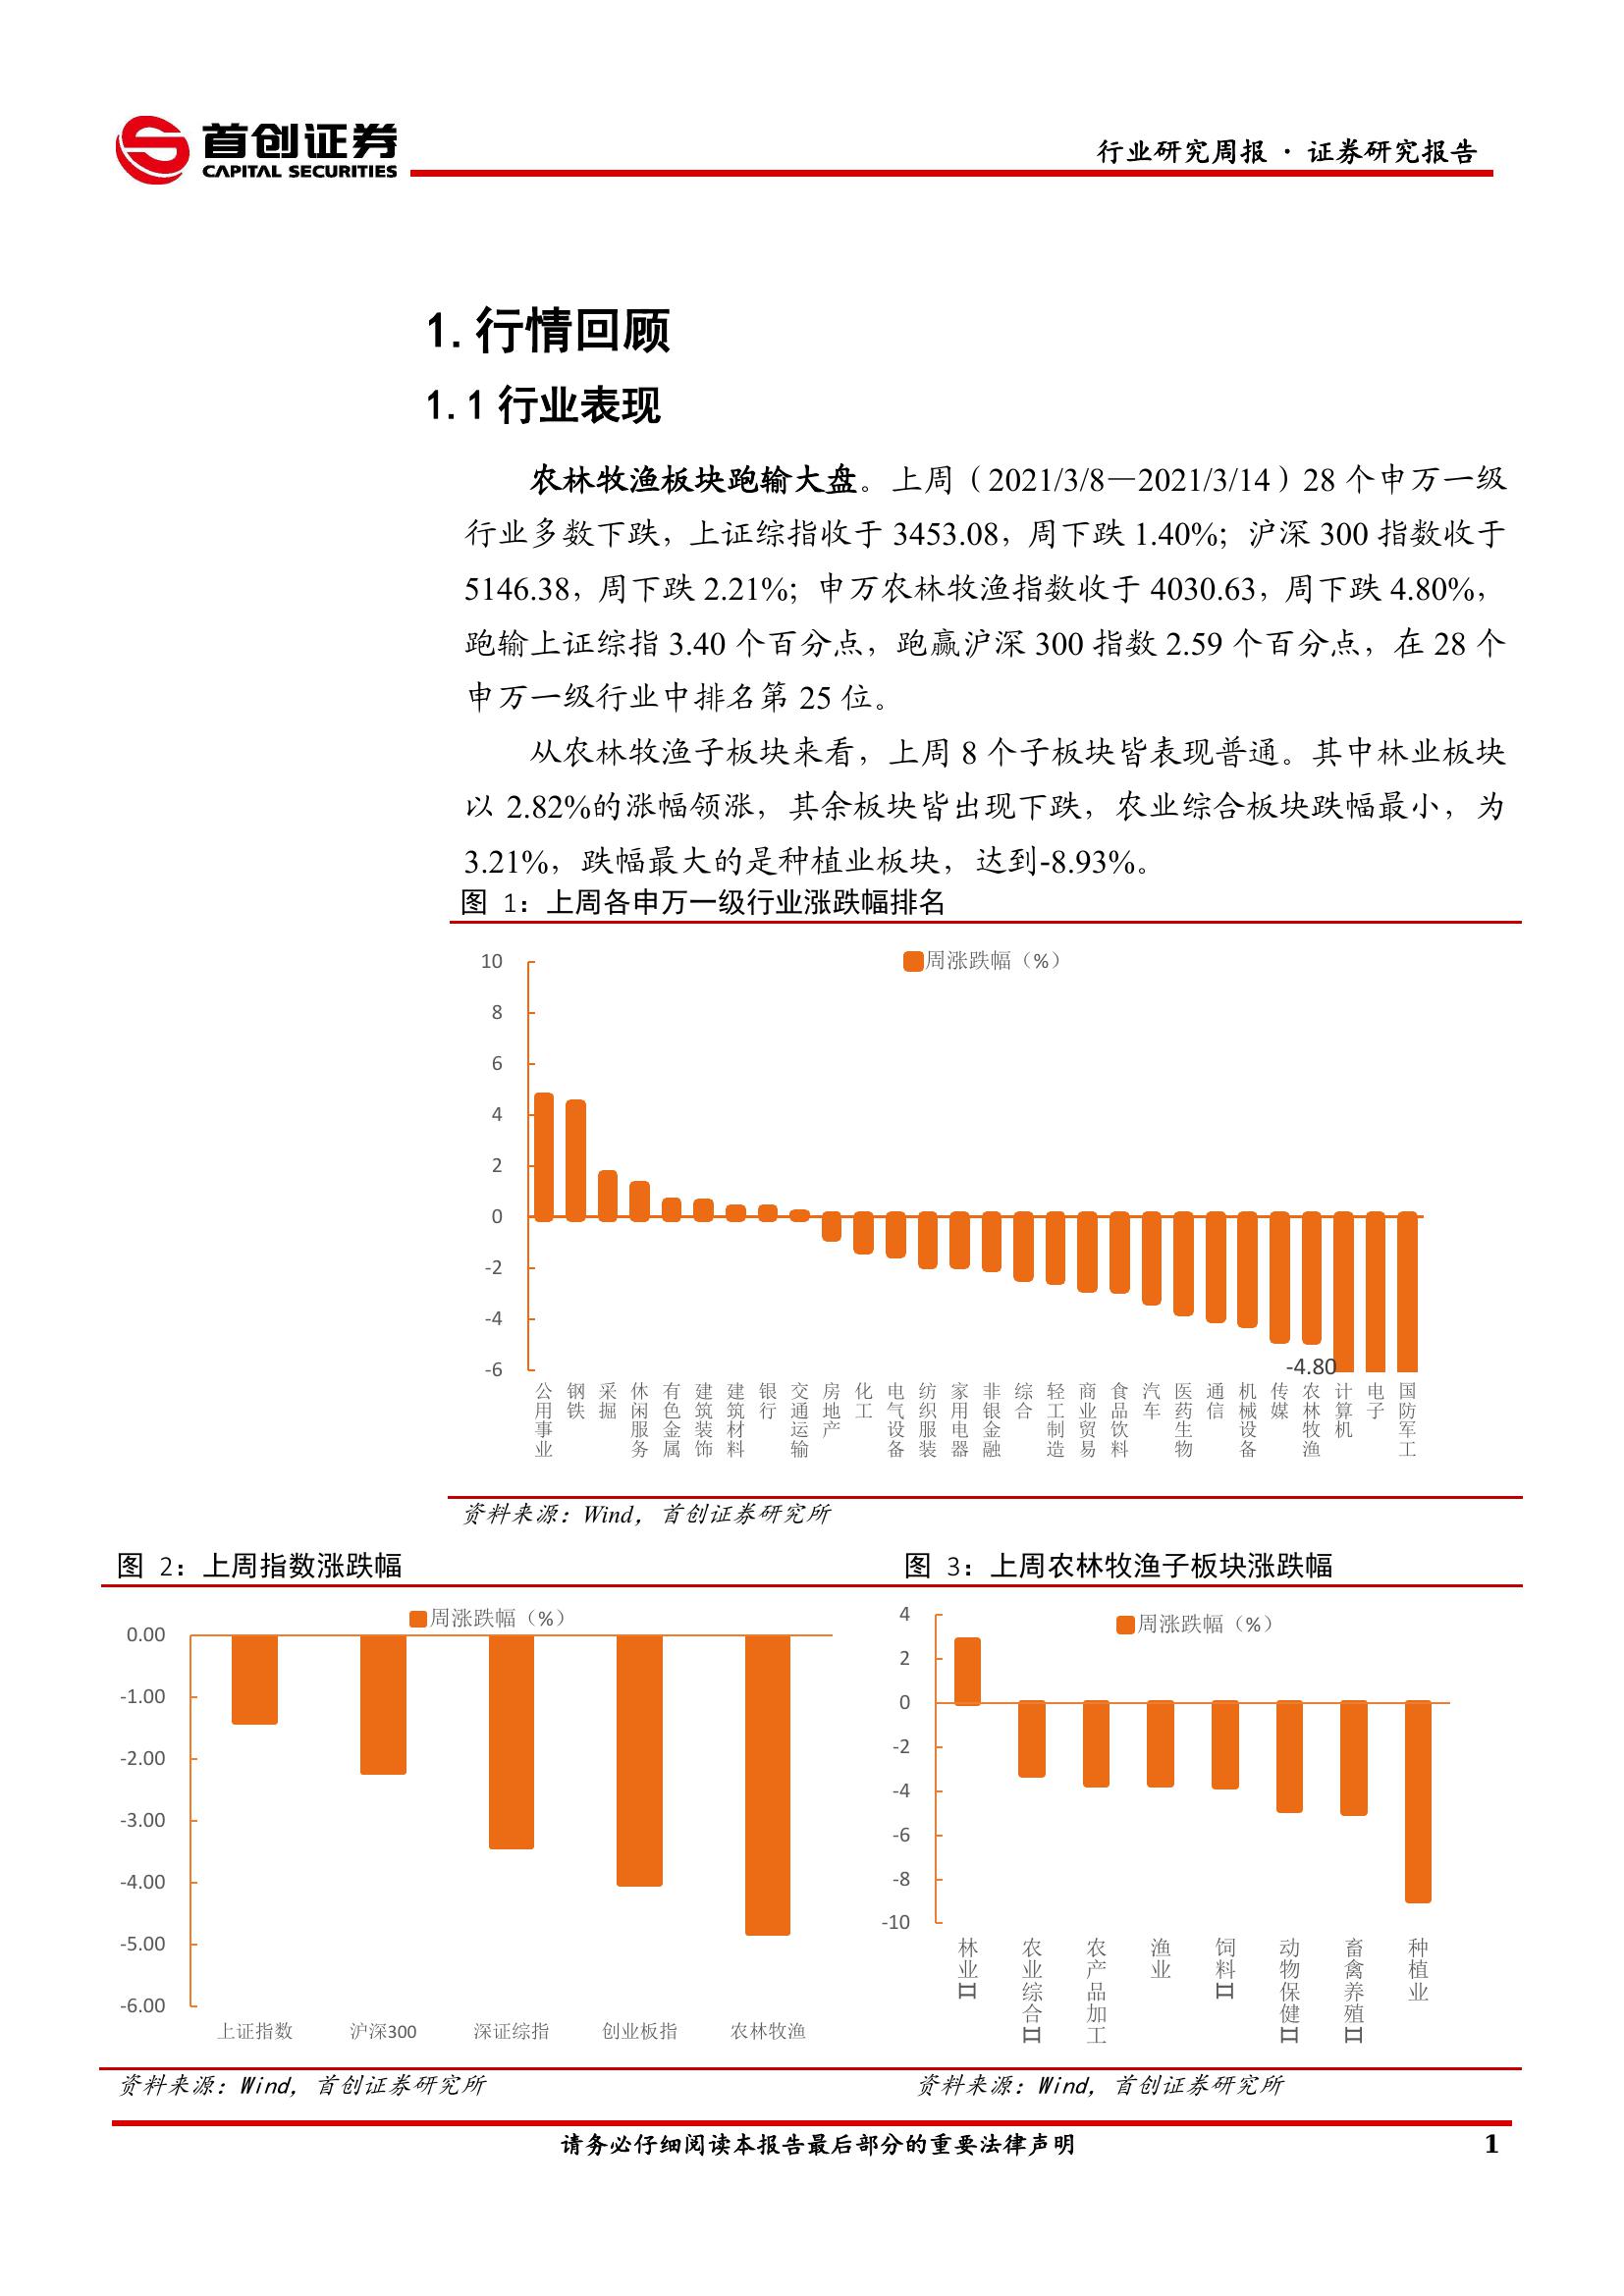 首创证券
CAPITAL SECURITIES
行业研究周报 · 证券研究报告
1.行情回顾
1.1 行业表现
农林牧渔板块跑输大盘。上周（2021/3/8—2021/3/14）28 个申万一级
行业多数下跌，上证综指收于 3453.08，周下跌 1.40%；沪深 300 指数收于
5146.38，周下跌 2.21%；申万农林牧渔指数收于 4030.63，周下跌 4.80%，
跑输上证综指 3.40 个百分点，跑赢沪深 300 指数 2.59 个百分点，在 28 个
申万一级行业中排名第 25 位。
从农林牧渔子板块来看，上周 8 个子板块皆表现普通。其中林业板块
以 2.82%的涨幅领涨，其余板块皆出现下跌，农业综合板块跌幅最小，为
3.21%，跌幅最大的是种植业板块，达到-8.93%。
图 1：上周各申万一级行业涨跌幅排名
周涨跌幅（%）
10
8
6
4
2
0
-2
-4
-6
-4.80
公用事业
钢铁
采掘
休闲服务
有色金属
建筑装饰
建筑材料
银行
交通运输
房地产
化工
电气设备
纺织服装
家用电器
非银金融
综合
轻工制造
商业贸易
食品饮料
汽车
医药生物
通信
机械设备
传媒
农林牧渔
计算机
电子
国防军工
资料来源：Wind，首创证券研究所
图 2：上周指数涨跌幅
周涨跌幅（%）
0.00
-1.00
-2.00
-3.00
-4.00
-5.00
-6.00
上证指数
沪深300
深证综指
创业板指
农林牧渔
资料来源：Wind，首创证券研究所
图 3：上周农林牧渔子板块涨跌幅
周涨跌幅（%）
4
2
0
-2
-4
-6
-8
-10
林业Ⅱ
农业综合Ⅱ
农产品加工
渔业
饲料Ⅱ
动物保健Ⅱ
畜禽养殖Ⅱ
种植业
资料来源：Wind，首创证券研究所
请务必仔细阅读本报告最后部分的重要法律声明
1